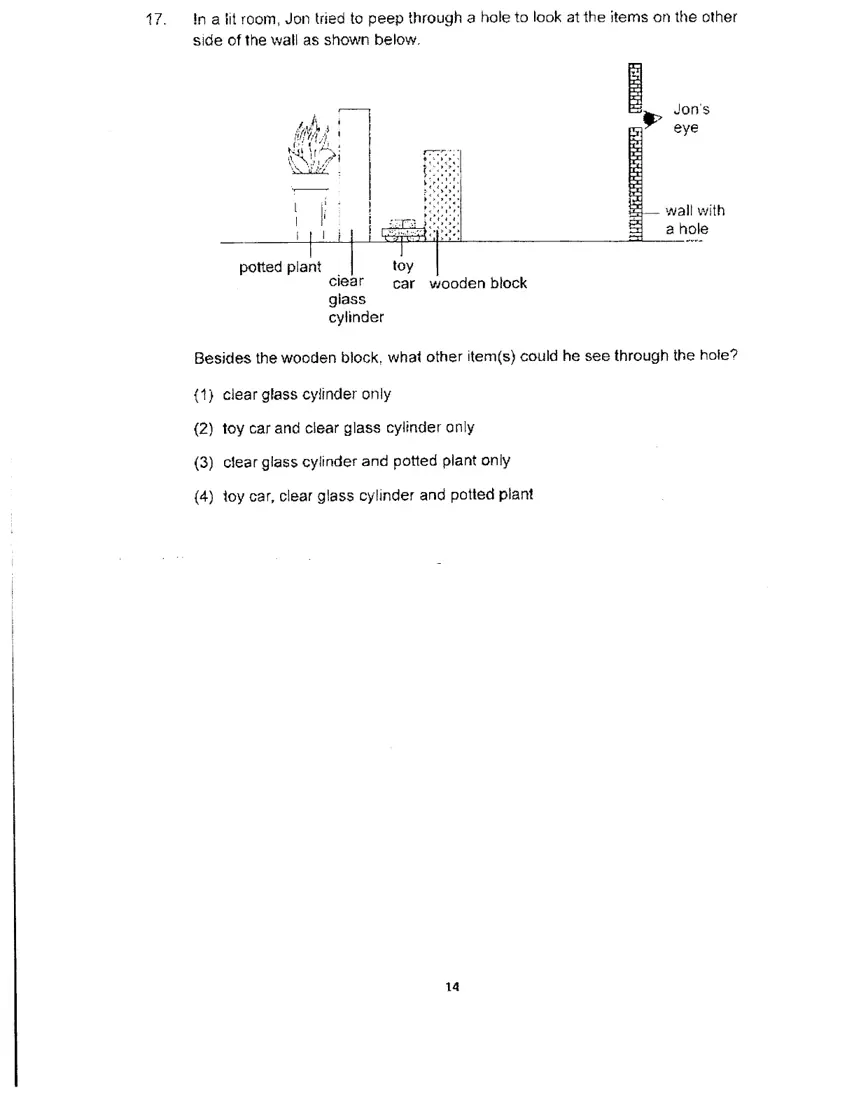 17. In a lit room, Jon tried to peep through a hole to look at the items on the other
side of the wall as shown below.
Jon's
eye
wall with
a hole
potted plant
clear
glass
cylinder
toy
car
wooden block
Besides the wooden block, what other item(s) could he see through the hole?
(1) clear glass cylinder only
(2) toy car and clear glass cylinder only
(3) clear glass cylinder and potted plant only
(4) toy car, clear glass cylinder and potted plant
14